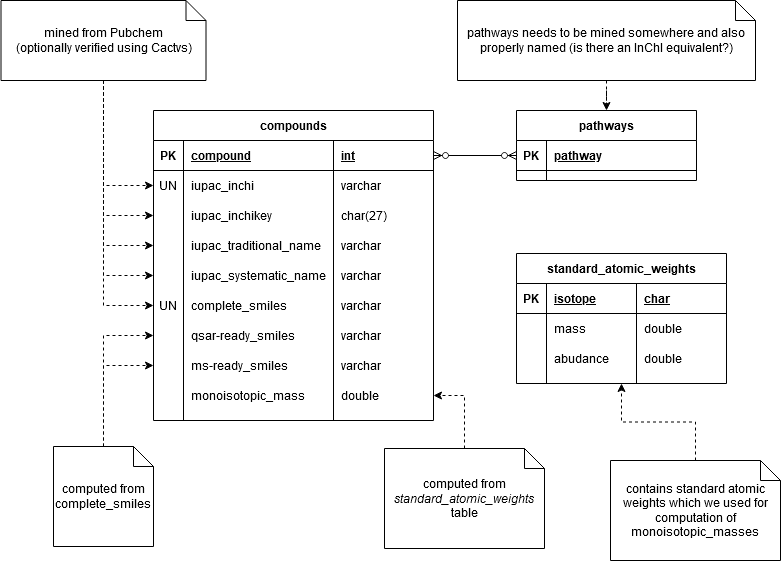 mined from Pubchem
(optionally verified using Cactvs)
pathways needs to be mined somewhere and also
properly named (is there an InChI equivalent?)
compounds
PK compound int
UN iupac_inchi varchar
iupac_inchikey char(27)
iupac_traditional_name varchar
iupac_systematic_name varchar
UN complete_smiles varchar
qsar-ready_smiles varchar
ms-ready_smiles varchar
monoisotopic_mass double
pathways
PK pathway
standard_atomic_weights
PK isotope char
mass double
abudance double
computed from
complete_smiles
computed from
standard_atomic_weights
table
contains standard atomic
weights which we used for
computation of
monoisotopic_masses